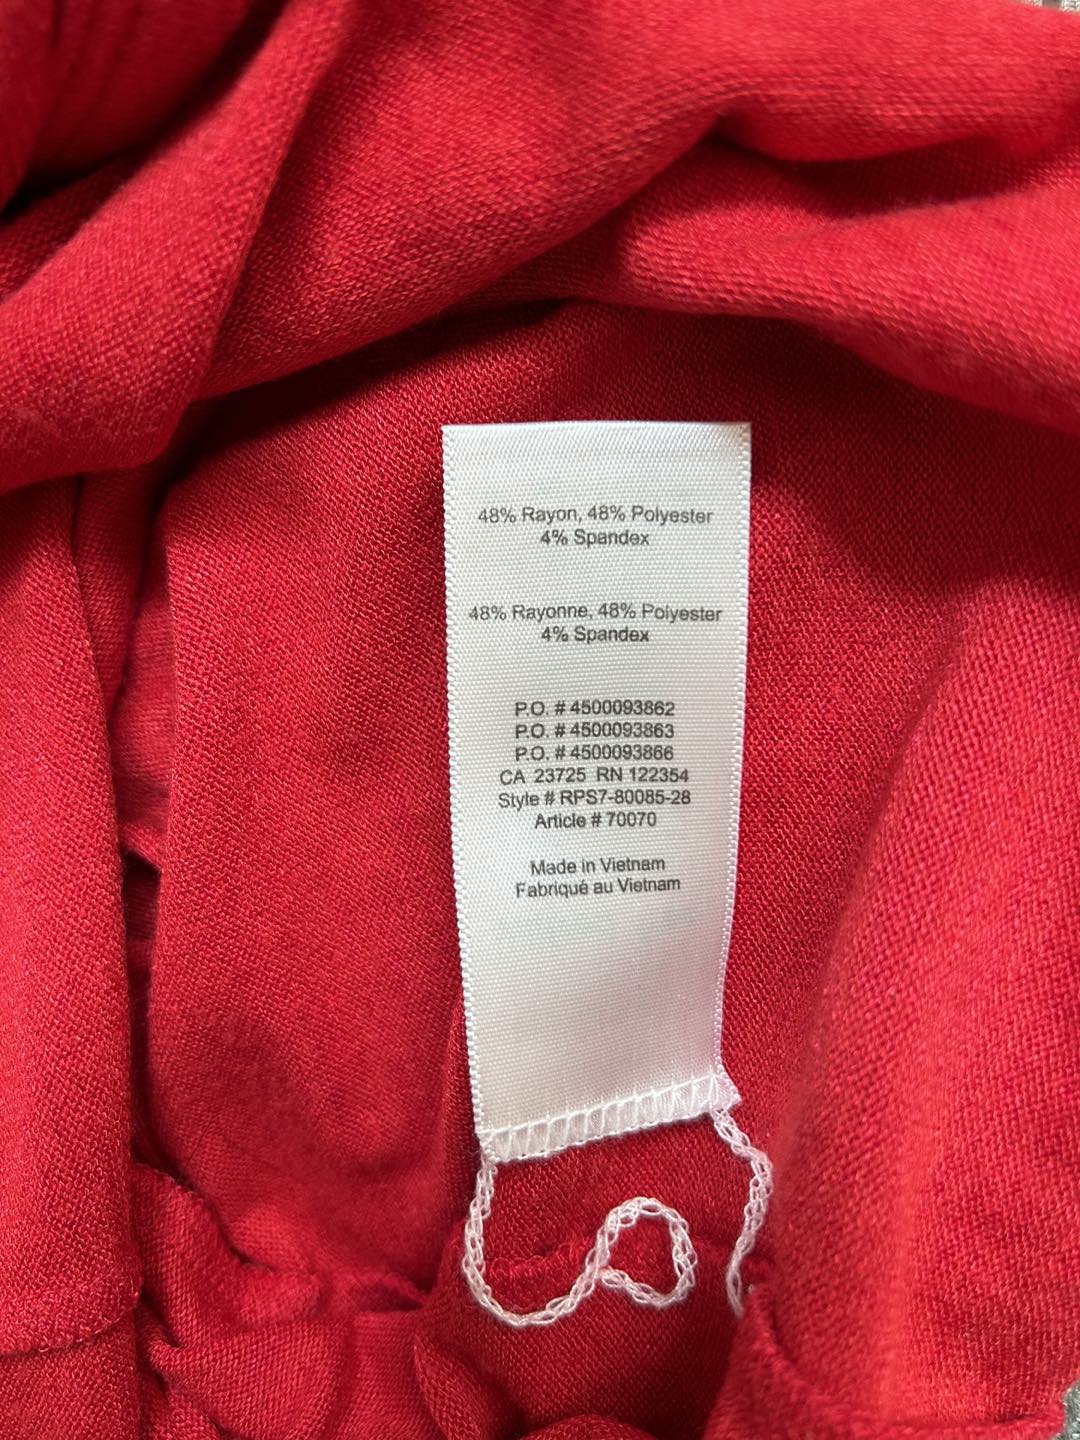 48% Rayon, 48% Polyester
4% Spandex
48% Rayonne, 48% Polyester
4% Spandex
P.O. # 4500093862
P.O. # 4500093863
P.O. # 4500093866
CA 23725 RN 122354
Style # RPS7-80085-28
Article # 70070
Made in Vietnam
Fabriqué au Vietnam